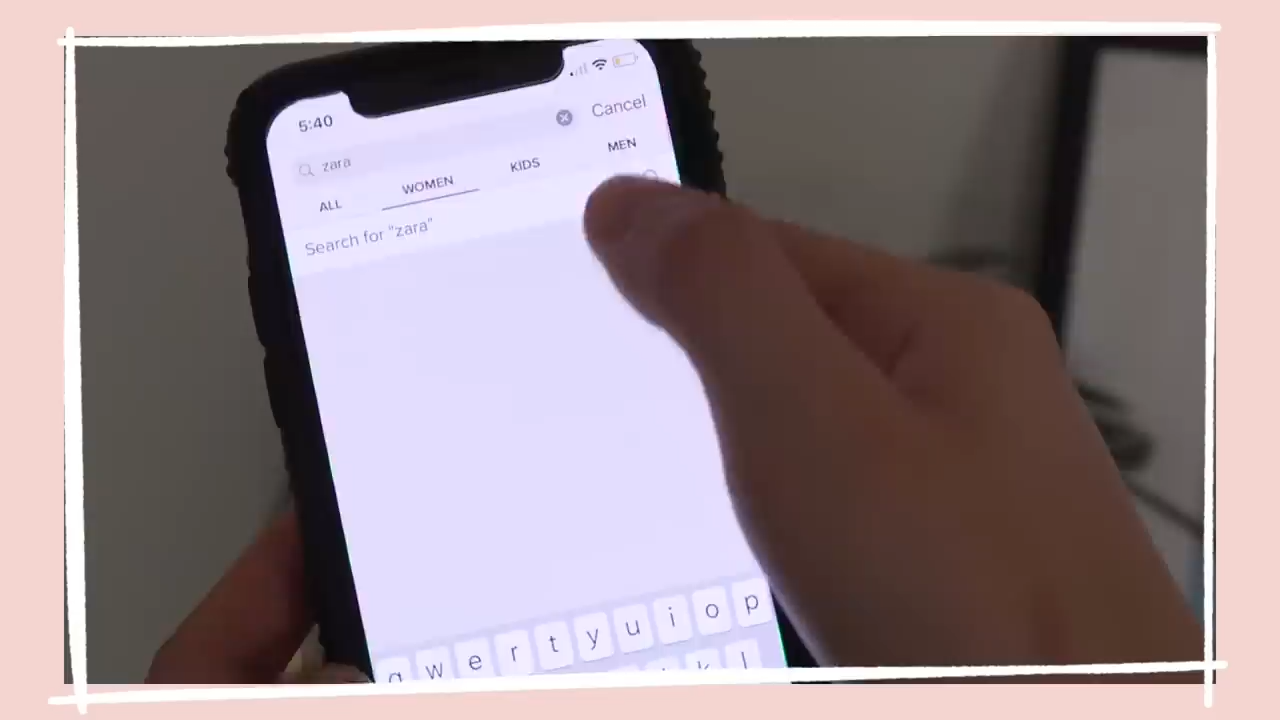 5:40
zara
Cancel
ALL WOMEN KIDS MEN
Search for "zara"
q w e r t y u i o p
k l